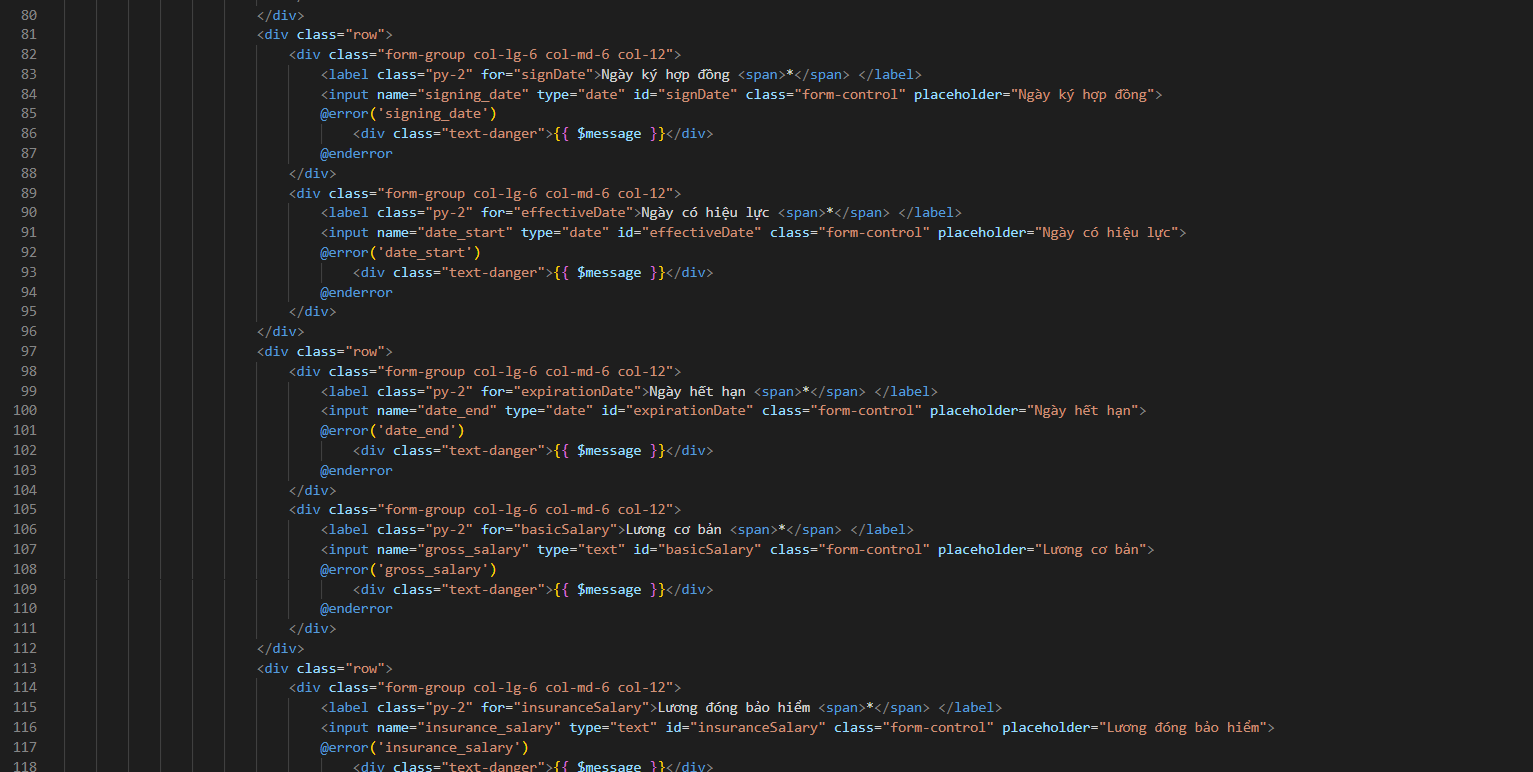 80 </div>
81 <div class="row">
82 <div class="form-group col-lg-6 col-md-6 col-12">
83 <label class="py-2" for="signDate">Ngày ký hợp đồng <span>*</span> </label>
84 <input name="signing_date" type="date" id="signDate" class="form-control" placeholder="Ngày ký hợp đồng">
85 @error('signing_date')
86 <div class="text-danger">{{ $message }}</div>
87 @enderror
88 </div>
89 <div class="form-group col-lg-6 col-md-6 col-12">
90 <label class="py-2" for="effectiveDate">Ngày có hiệu lực <span>*</span> </label>
91 <input name="date_start" type="date" id="effectiveDate" class="form-control" placeholder="Ngày có hiệu lực">
92 @error('date_start')
93 <div class="text-danger">{{ $message }}</div>
94 @enderror
95 </div>
96 </div>
97 <div class="row">
98 <div class="form-group col-lg-6 col-md-6 col-12">
99 <label class="py-2" for="expirationDate">Ngày hết hạn <span>*</span> </label>
100 <input name="date_end" type="date" id="expirationDate" class="form-control" placeholder="Ngày hết hạn">
101 @error('date_end')
102 <div class="text-danger">{{ $message }}</div>
103 @enderror
104 </div>
105 <div class="form-group col-lg-6 col-md-6 col-12">
106 <label class="py-2" for="basicSalary">Lương cơ bản <span>*</span> </label>
107 <input name="gross_salary" type="text" id="basicSalary" class="form-control" placeholder="Lương cơ bản">
108 @error('gross_salary')
109 <div class="text-danger">{{ $message }}</div>
110 @enderror
111 </div>
112 </div>
113 <div class="row">
114 <div class="form-group col-lg-6 col-md-6 col-12">
115 <label class="py-2" for="insuranceSalary">Lương đóng bảo hiểm <span>*</span> </label>
116 <input name="insurance_salary" type="text" id="insuranceSalary" class="form-control" placeholder="Lương đóng bảo hiểm">
117 @error('insurance_salary')
118 <div class="text-danger">{{ $message }}</div>